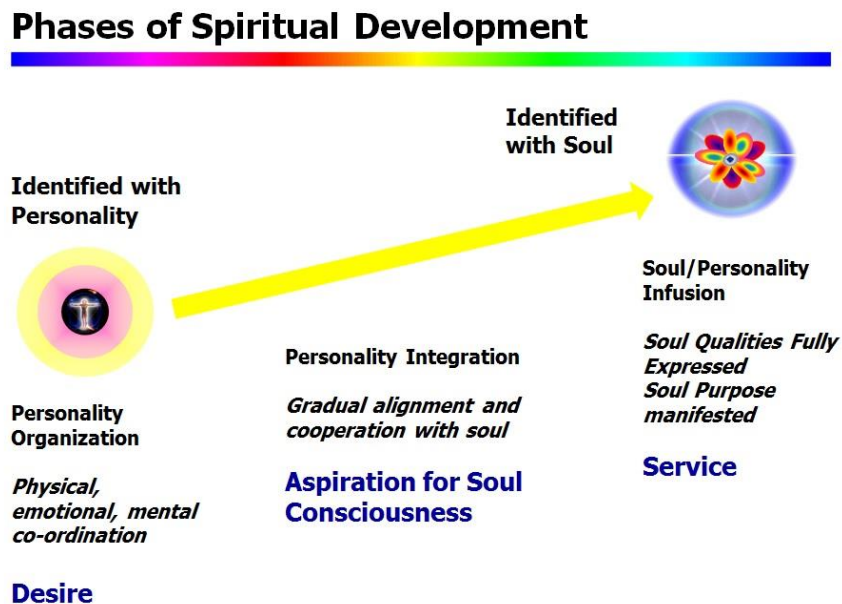 Phases of Spiritual Development
Identified
with Soul
Identified with
Personality
Soul/Personality
Infusion
Soul Qualities Fully
Expressed
Soul Purpose
manifested
Service
Personality Integration
Gradual alignment and
cooperation with soul
Aspiration for Soul
Consciousness
Personality
Organization
Physical,
emotional, mental
co-ordination
Desire